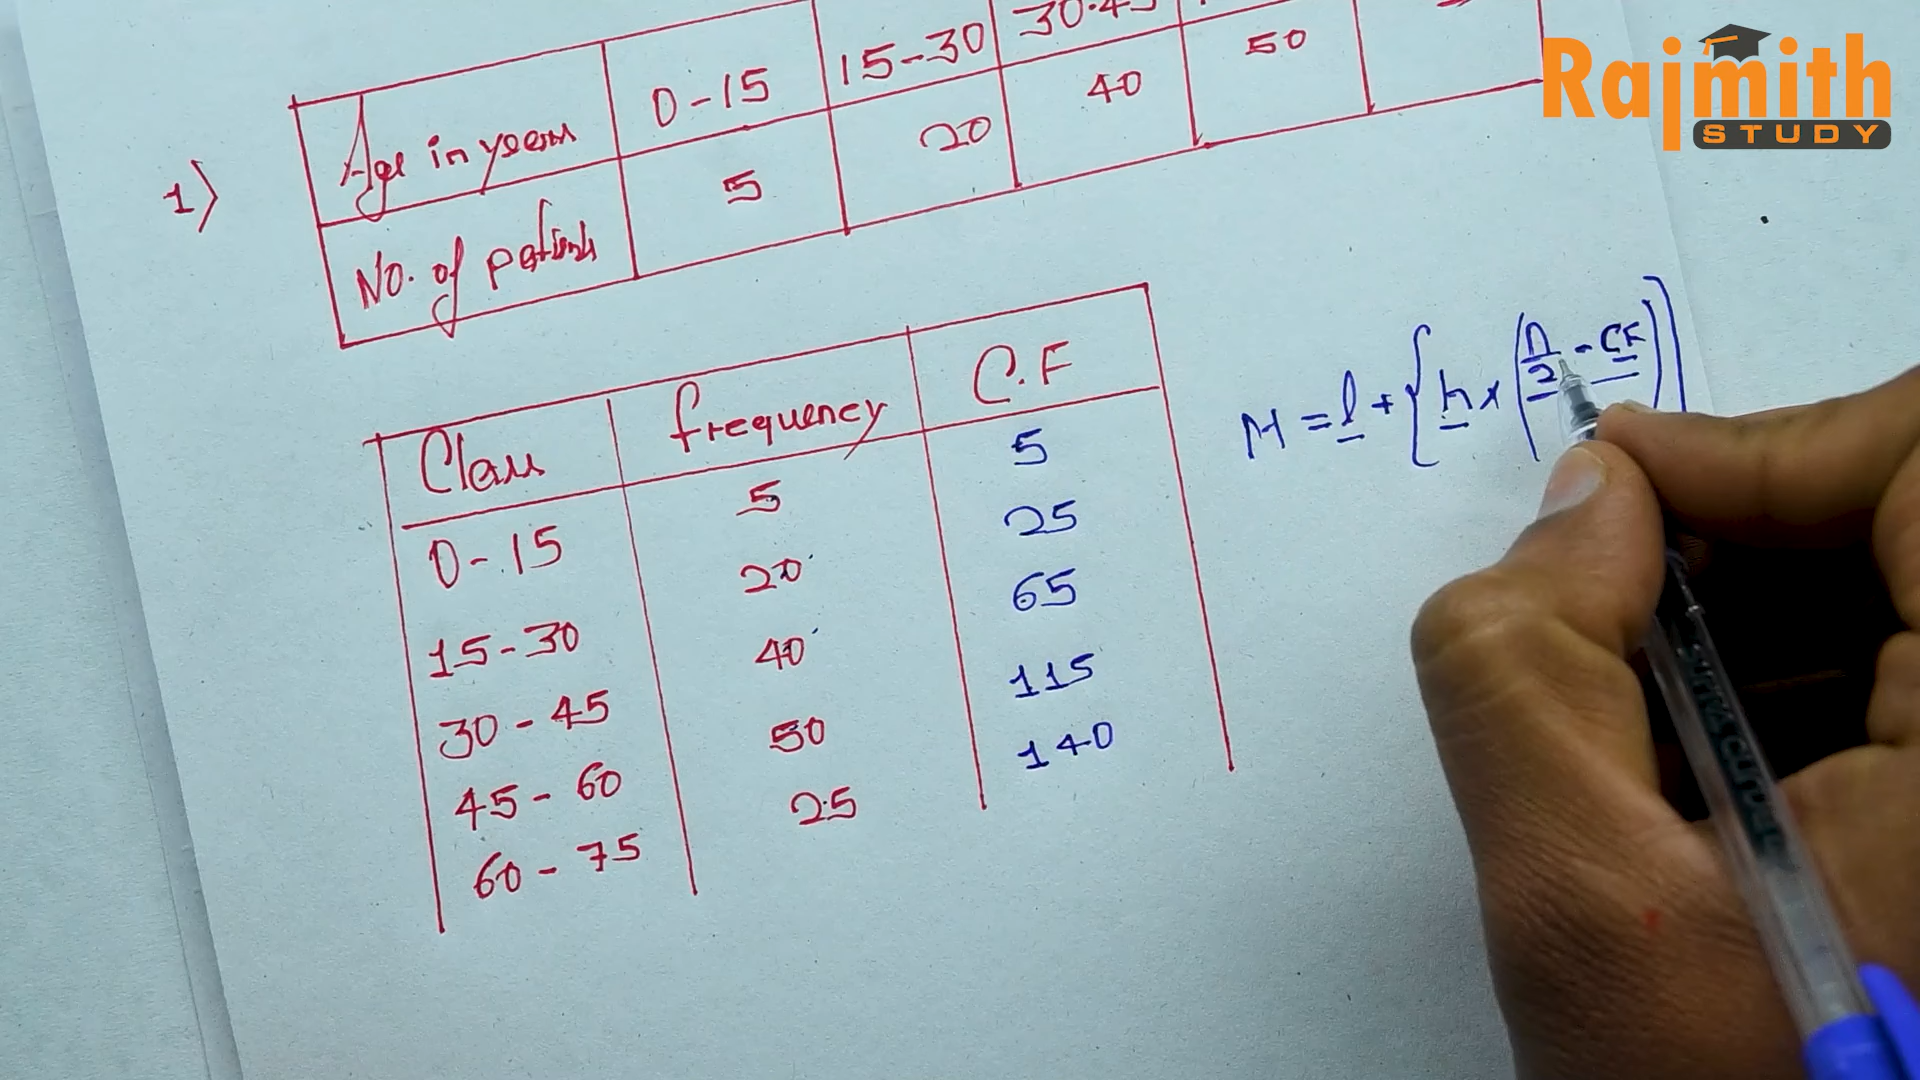 Rajmith
STUDY
1)
Age in years 0-15 15-30 30-45
No. of patients 5 20 40 50
Class frequency C.F
0-15 5 5
15-30 20 25
30-45 40 65
45-60 50 115
60-75 25 140
M = l + { h × ( n/2 - CF ) }